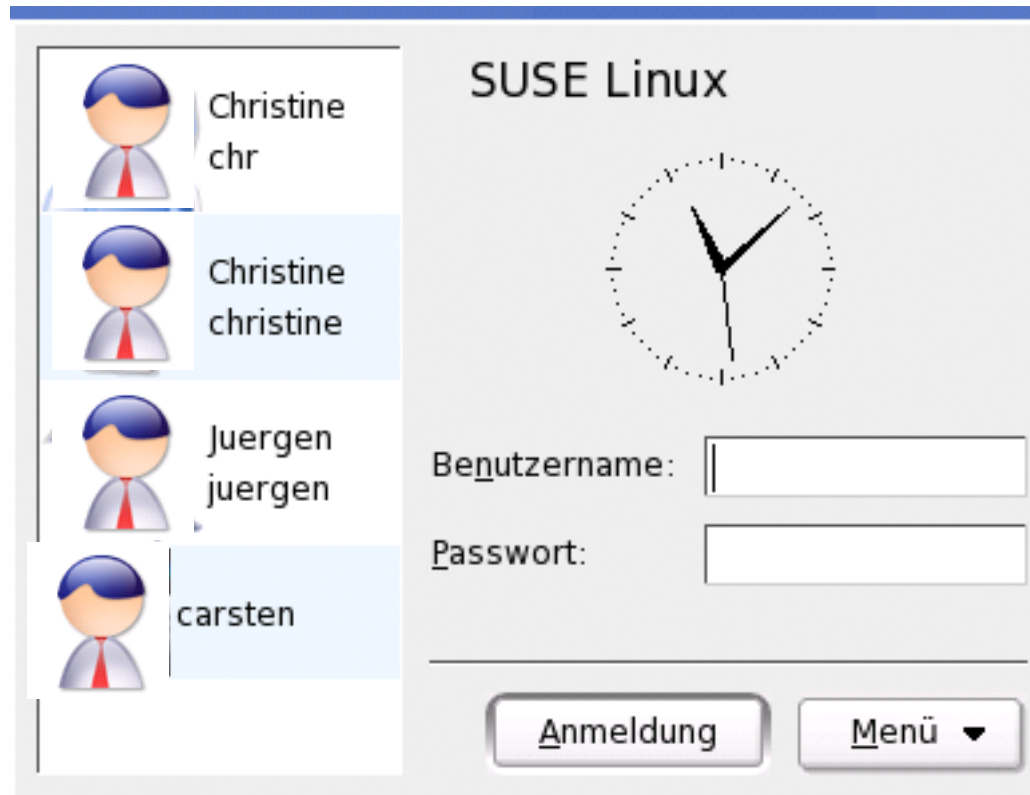 Christine
chr
Christine
christine
Juergen
juergen
carsten
SUSE Linux
Benutzername:
Passwort:
Anmeldung
Menü